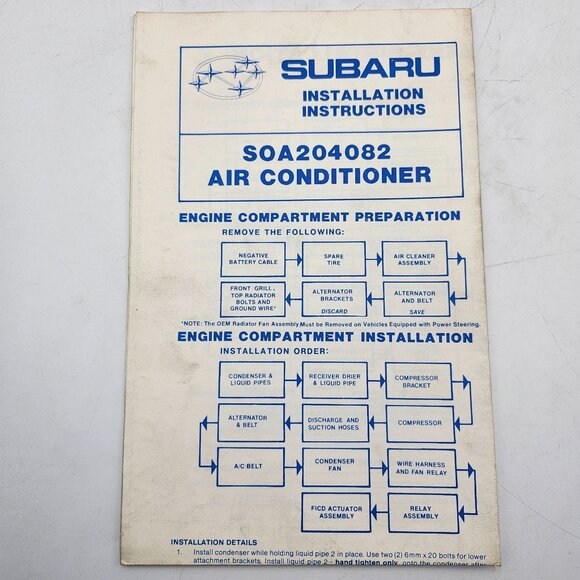 SUBARU
INSTALLATION
INSTRUCTIONS
SOA204082
AIR CONDITIONER
ENGINE COMPARTMENT PREPARATION
REMOVE THE FOLLOWING:
NEGATIVE
BATTERY CABLE
SPARE
TIRE
AIR CLEANER
ASSEMBLY
FRONT GRILL,
TOP RADIATOR
BOLTS AND
GROUND WIRE*
ALTERNATOR
BRACKETS
DISCARD
ALTERNATOR
AND BELT
SAVE
*NOTE: The OEM Radiator Fan Assembly Must be Removed on Vehicles Equipped with Power Steering.
ENGINE COMPARTMENT INSTALLATION
INSTALLATION ORDER:
CONDENSER &
LIQUID PIPES
RECEIVER DRIER
& LIQUID PIPE
COMPRESSOR
BRACKET
ALTERNATOR
& BELT
DISCHARGE AND
SUCTION HOSES
COMPRESSOR
A/C BELT
CONDENSER
FAN
WIRE HARNESS
AND FAN RELAY
FICD ACTUATOR
ASSEMBLY
RELAY
ASSEMBLY
INSTALLATION DETAILS
1. Install condenser while holding liquid pipe 2 in place. Use two (2) 6mm x 20 bolts for lower
attachment brackets. Install liquid pipe 2 - hand tighten only, onto the condenser after